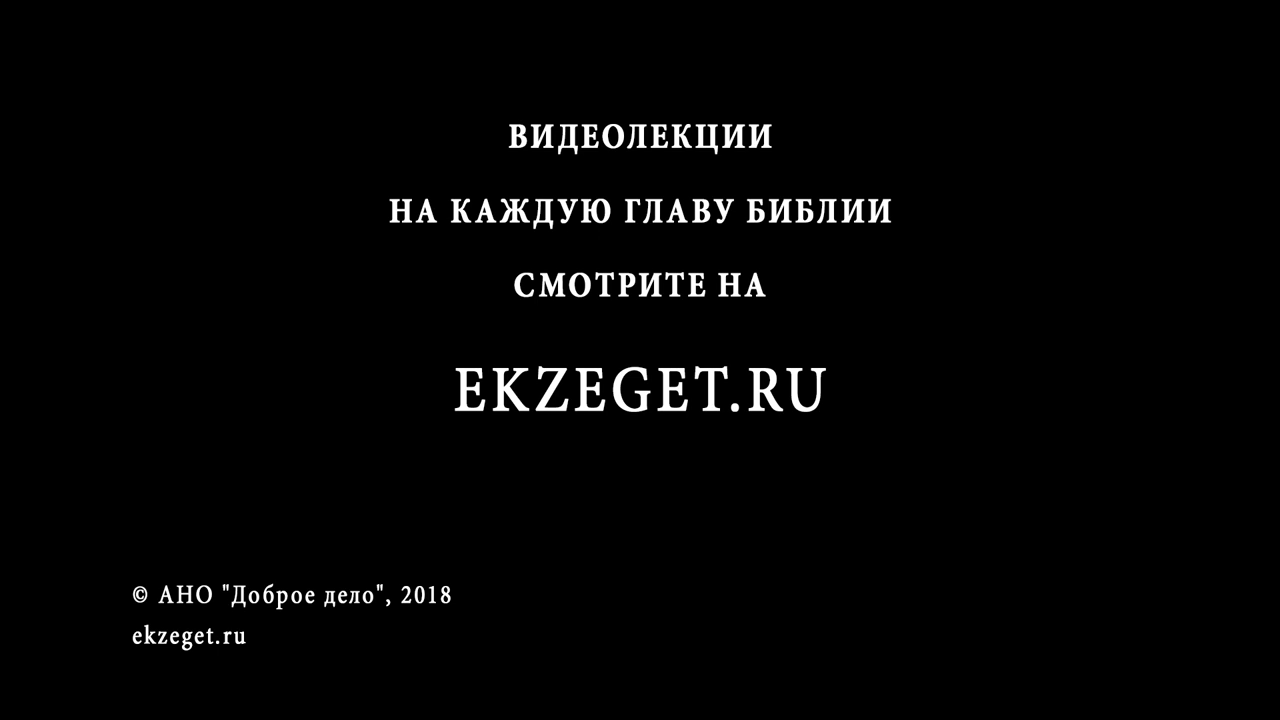 ВИДЕОЛЕКЦИИ
НА КАЖДУЮ ГЛАВУ БИБЛИИ
СМОТРИТЕ НА
EKZEGET.RU
© АНО "Доброе дело", 2018
ekzeget.ru